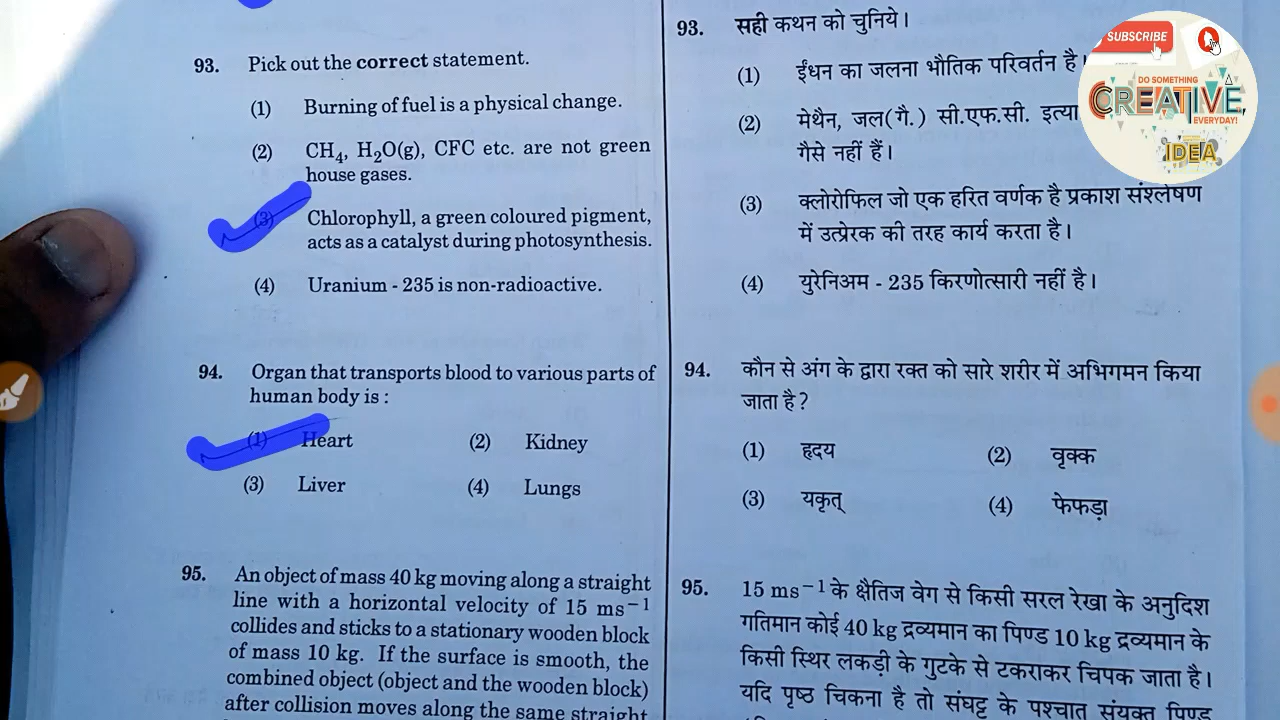 93. Pick out the correct statement.
(1) Burning of fuel is a physical change.
(2) CH₄, H₂O(g), CFC etc. are not green
house gases.
(3) Chlorophyll, a green coloured pigment,
acts as a catalyst during photosynthesis.
(4) Uranium - 235 is non-radioactive.
94. Organ that transports blood to various parts of
human body is :
(1) Heart (2) Kidney
(3) Liver (4) Lungs
95. An object of mass 40 kg moving along a straight
line with a horizontal velocity of 15 ms⁻¹
collides and sticks to a stationary wooden block
of mass 10 kg. If the surface is smooth, the
combined object (object and the wooden block)
after collision moves along the same straight
93. सही कथन को चुनिये।
(1) ईंधन का जलना भौतिक परिवर्तन है।
(2) मेथैन, जल(गै.) सी.एफ.सी.
गैसे नहीं हैं।
(3) क्लोरोफिल जो एक हरित वर्णक है प्रकाश संश्लेषण
में उत्प्रेरक की तरह कार्य करता है।
(4) युरेनिअम - 235 किरणोत्सारी नहीं है।
94. कौन से अंग के द्वारा रक्त को सारे शरीर में अभिगमन किया
जाता है?
(1) हृदय (2) वृक्क
(3) यकृत् (4) फेफड़ा
95. 15 ms⁻¹ के क्षैतिज वेग से किसी सरल रेखा के अनुदिश
गतिमान कोई 40 kg द्रव्यमान का पिण्ड 10 kg द्रव्यमान के
किसी स्थिर लकड़ी के गुटके से टकराकर चिपक जाता है।
यदि पृष्ठ चिकना है तो संघट्ट के पश्चात् संयुक्त पिण्ड
SUBSCRIBE
DO SOMETHING
CREATIVE
EVERYDAY!
IDEA